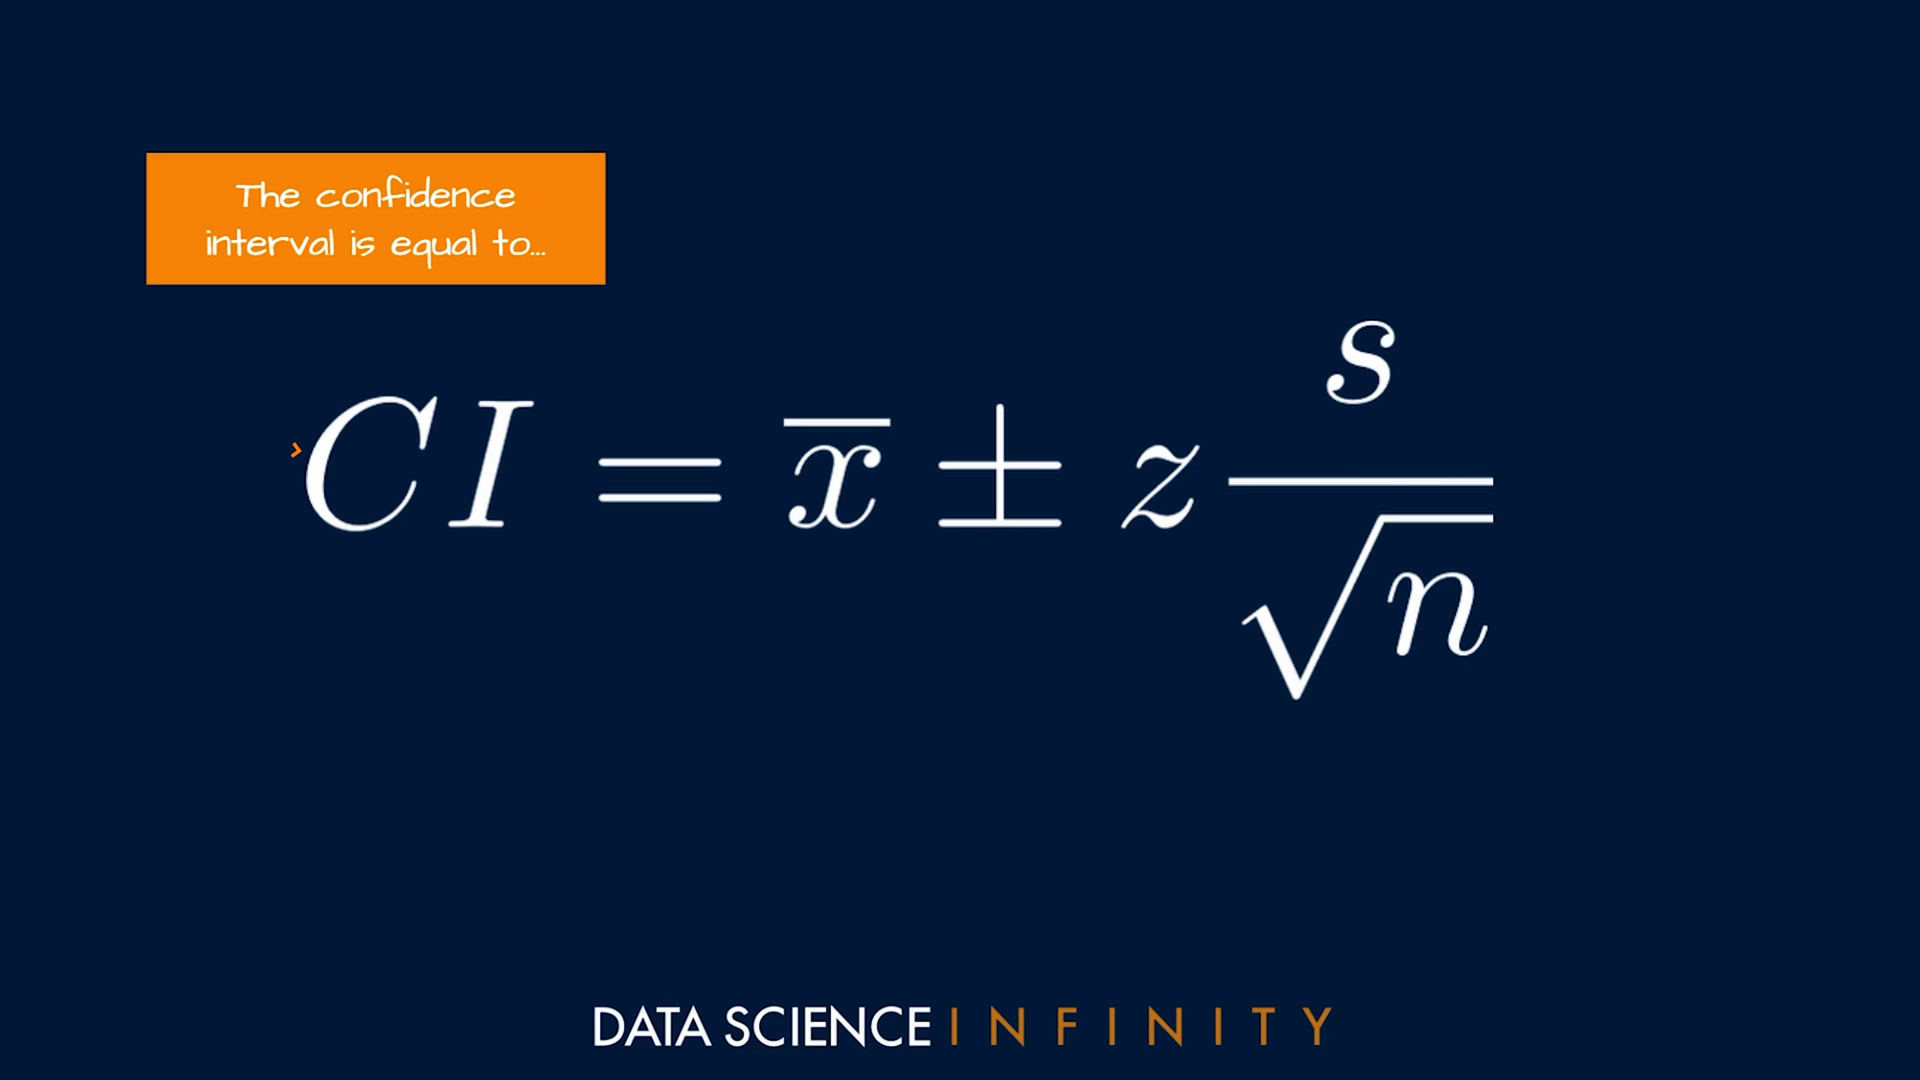 The confidence
interval is equal to...
CI = x̅ ± z s/√n
DATA SCIENCE INFINITY